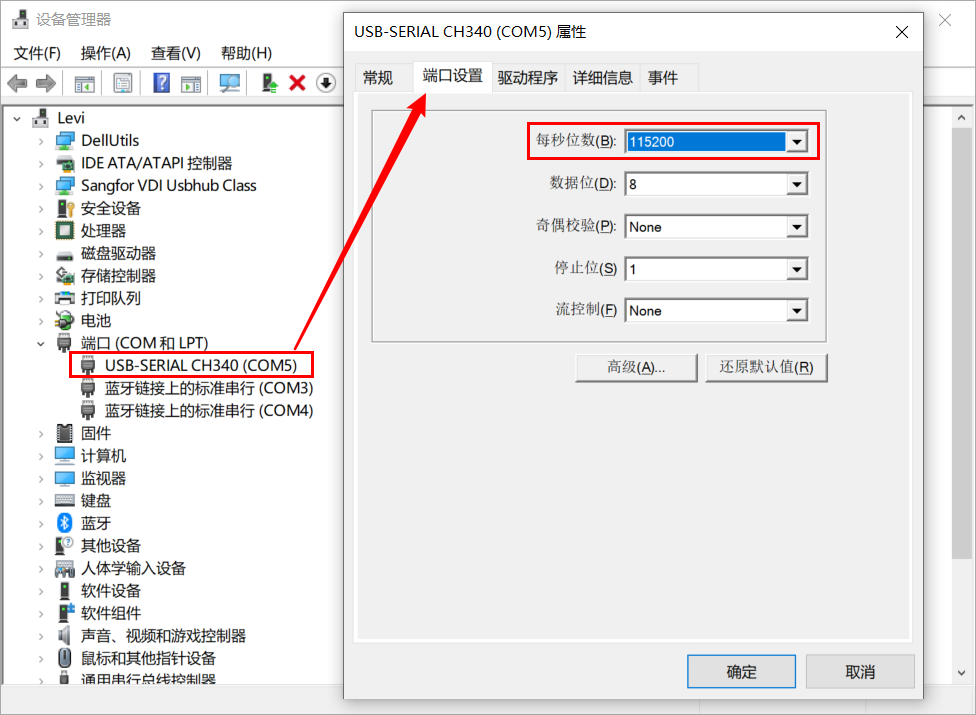 设备管理器
文件(F) 操作(A) 查看(V) 帮助(H)
Levi
DellUtils
IDE ATA/ATAPI 控制器
Sangfor VDI Usbhub Class
安全设备
处理器
磁盘驱动器
存储控制器
打印队列
电池
端口 (COM 和 LPT)
USB-SERIAL CH340 (COM5)
蓝牙链接上的标准串行 (COM3)
蓝牙链接上的标准串行 (COM4)
固件
计算机
监视器
键盘
蓝牙
其他设备
人体学输入设备
软件设备
软件组件
声音、视频和游戏控制器
鼠标和其他指针设备
通用串行总线控制器
USB-SERIAL CH340 (COM5) 属性
常规 端口设置 驱动程序 详细信息 事件
每秒位数(B): 115200
数据位(D): 8
奇偶校验(P): None
停止位(S) 1
流控制(F) None
高级(A)... 还原默认值(R)
确定 取消